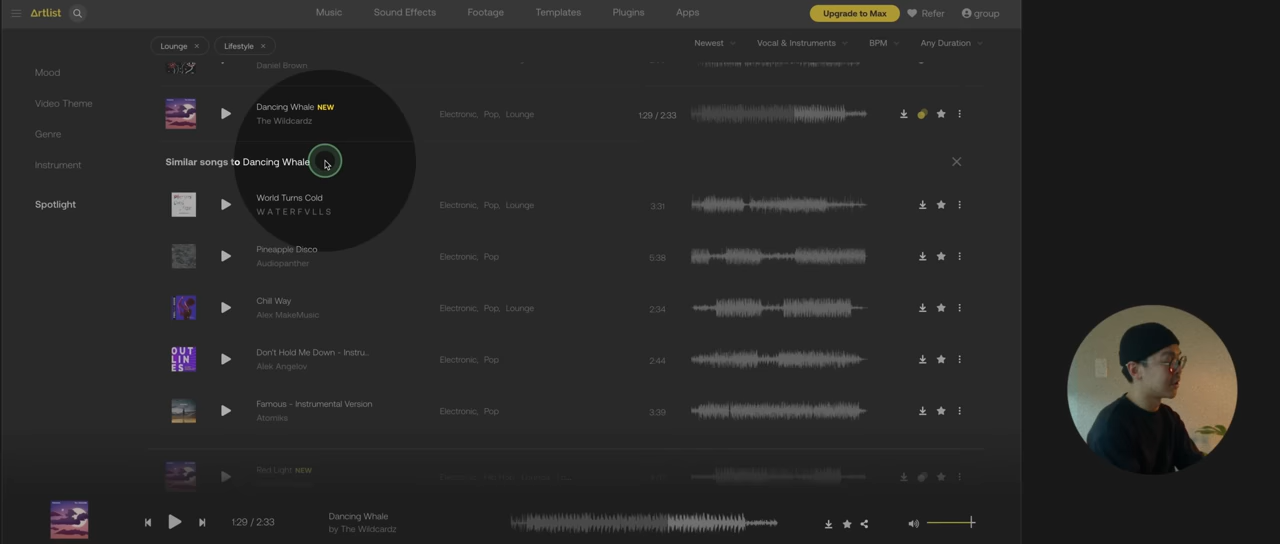 Artlist
Music
Sound Effects
Footage
Templates
Plugins
Apps
Upgrade to Max
Refer
group
Lounge ×
Lifestyle ×
Newest
Vocal & Instruments
BPM
Any Duration
Mood
Video Theme
Genre
Instrument
Spotlight
Daniel Brown
Dancing Whale NEW
The Wildcardz
Electronic, Pop, Lounge
1:29 / 2:33
Similar songs to Dancing Whale
World Turns Cold
WATERFVLLS
Electronic, Pop, Lounge
3:31
Pineapple Disco
Audiopanther
Electronic, Pop
5:38
Chill Way
Alex MakeMusic
Electronic, Pop, Lounge
2:34
OUT
LIN
ES
Don't Hold Me Down - Instru...
Alek Angelov
Electronic, Pop
2:44
Famous - Instrumental Version
Atomiks
Electronic, Pop
3:39
Red Light NEW
1:29 / 2:33
Dancing Whale
by The Wildcardz